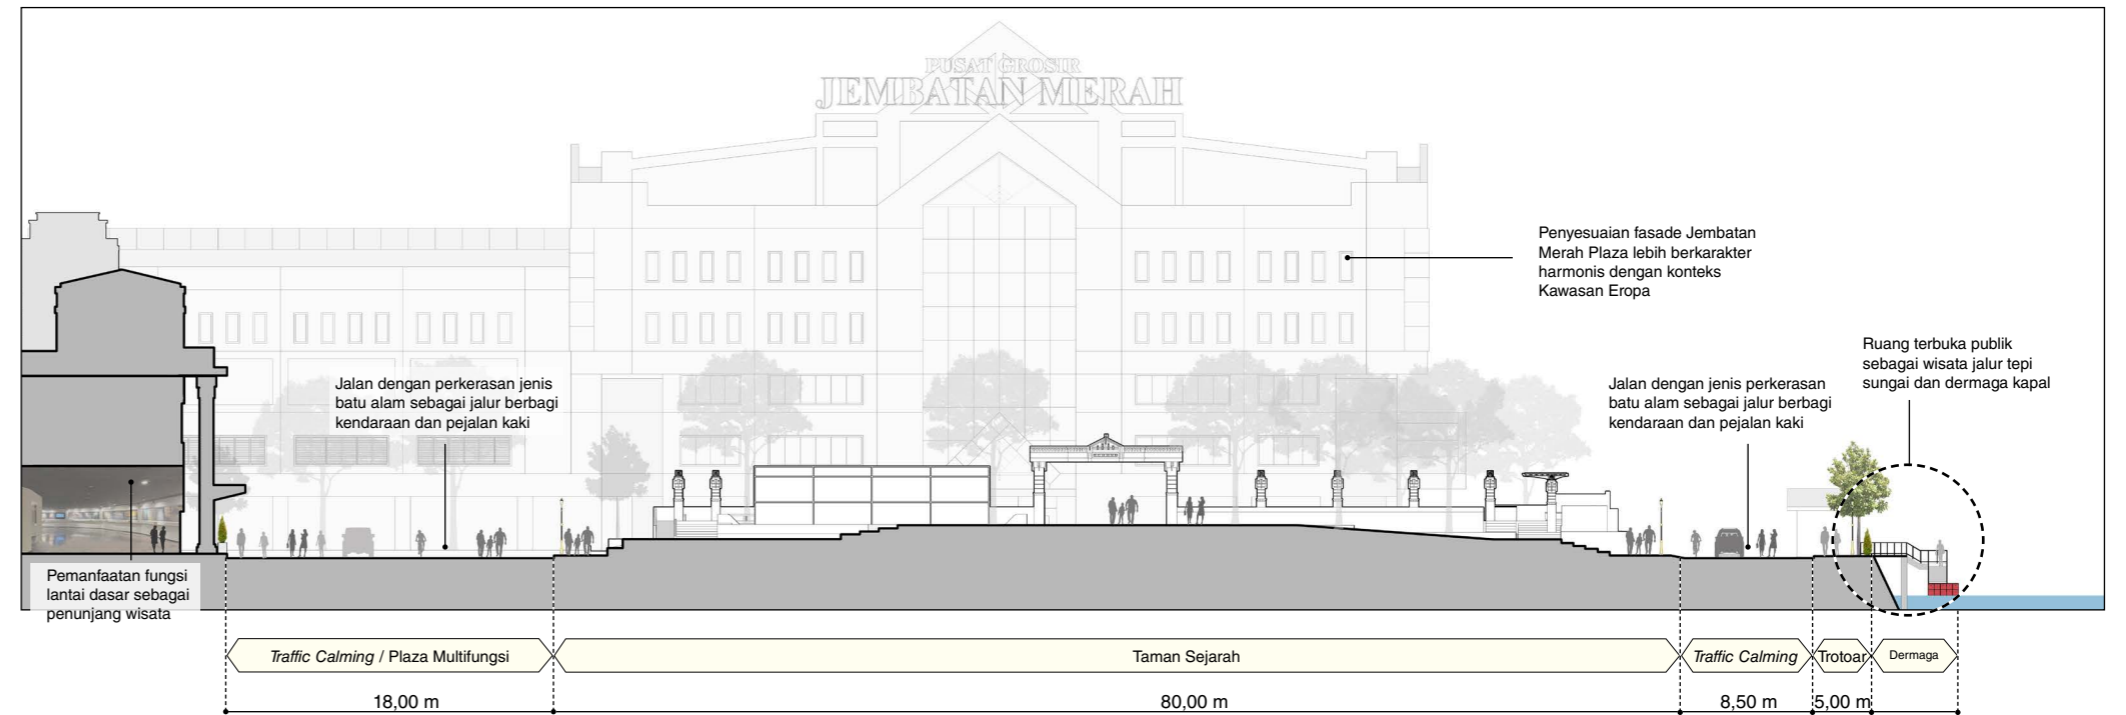 PUSAT GROSIR
JEMBATAN MERAH
Penyesuaian fasade Jembatan
Merah Plaza lebih berkarakter
harmonis dengan konteks
Kawasan Eropa
Ruang terbuka publik
sebagai wisata jalur tepi
sungai dan dermaga kapal
Jalan dengan perkerasan jenis
batu alam sebagai jalur berbagi
kendaraan dan pejalan kaki
Jalan dengan jenis perkerasan
batu alam sebagai jalur berbagi
kendaraan dan pejalan kaki
Pemanfaatan fungsi
lantai dasar sebagai
penunjang wisata
Traffic Calming / Plaza Multifungsi
Taman Sejarah
Traffic Calming
Trotoar
Dermaga
18,00 m
80,00 m
8,50 m
5,00 m